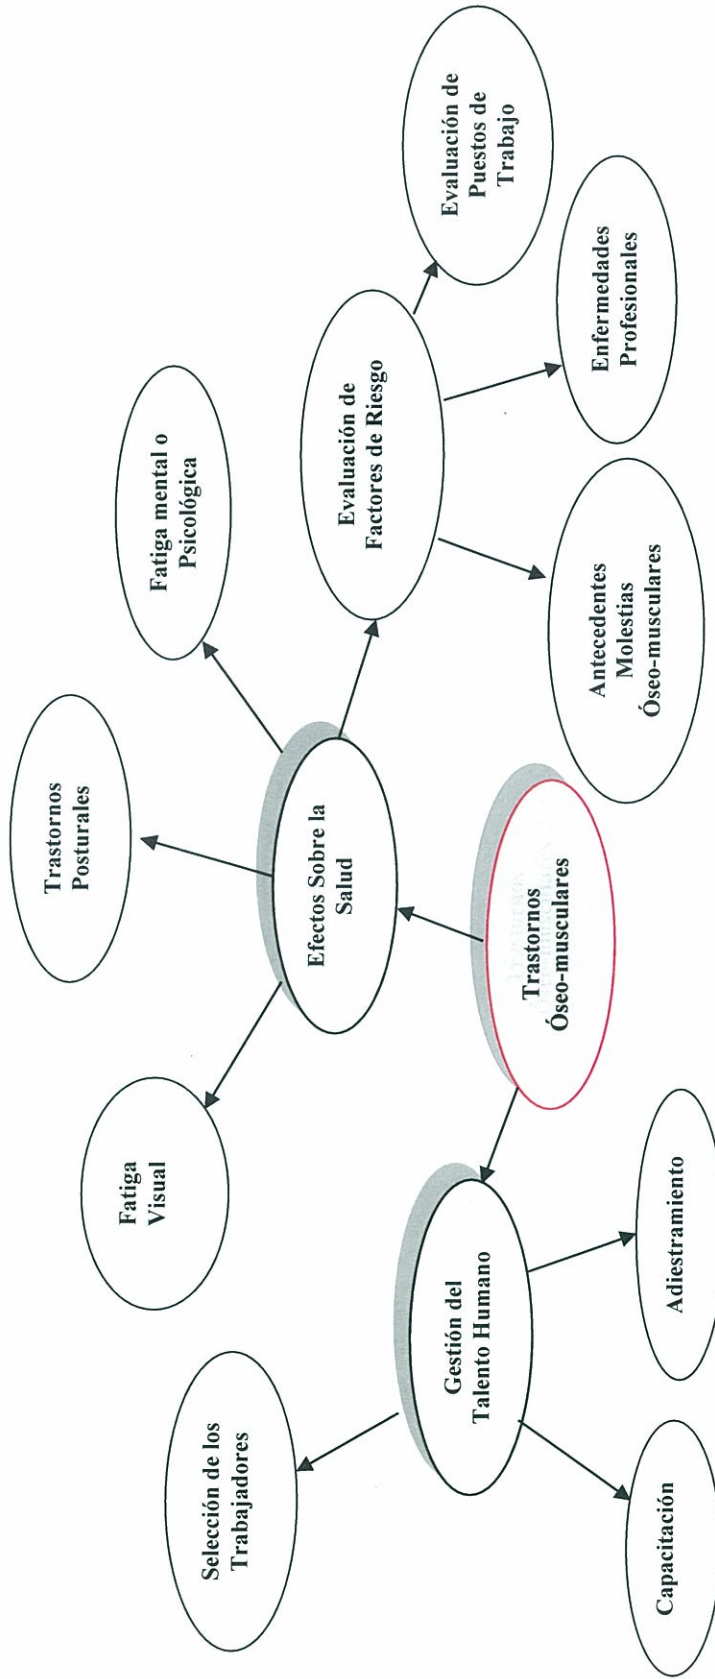 Trastornos
Posturales
Fatiga
Visual
Fatiga mental o
Psicológica
Selección de los
Trabajadores
Efectos Sobre la
Salud
Evaluación de
Factores de Riesgo
Evaluación de
Puestos de
Trabajo
Gestión del
Talento Humano
Trastornos
Óseo-musculares
Antecedentes
Molestias
Óseo-musculares
Enfermedades
Profesionales
Capacitación
Adiestramiento